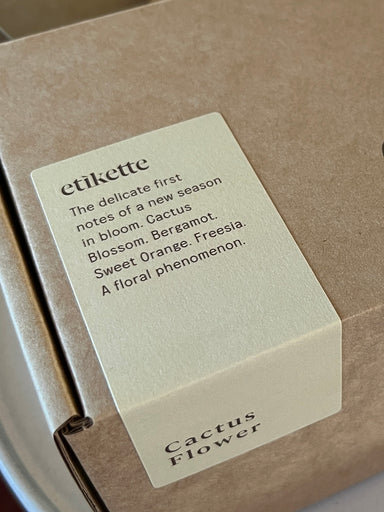 etikette
The delicate first
notes of a new season
in bloom. Cactus
Blossom. Bergamot.
Sweet Orange. Freesia.
A floral phenomenon.
Cactus
Flower